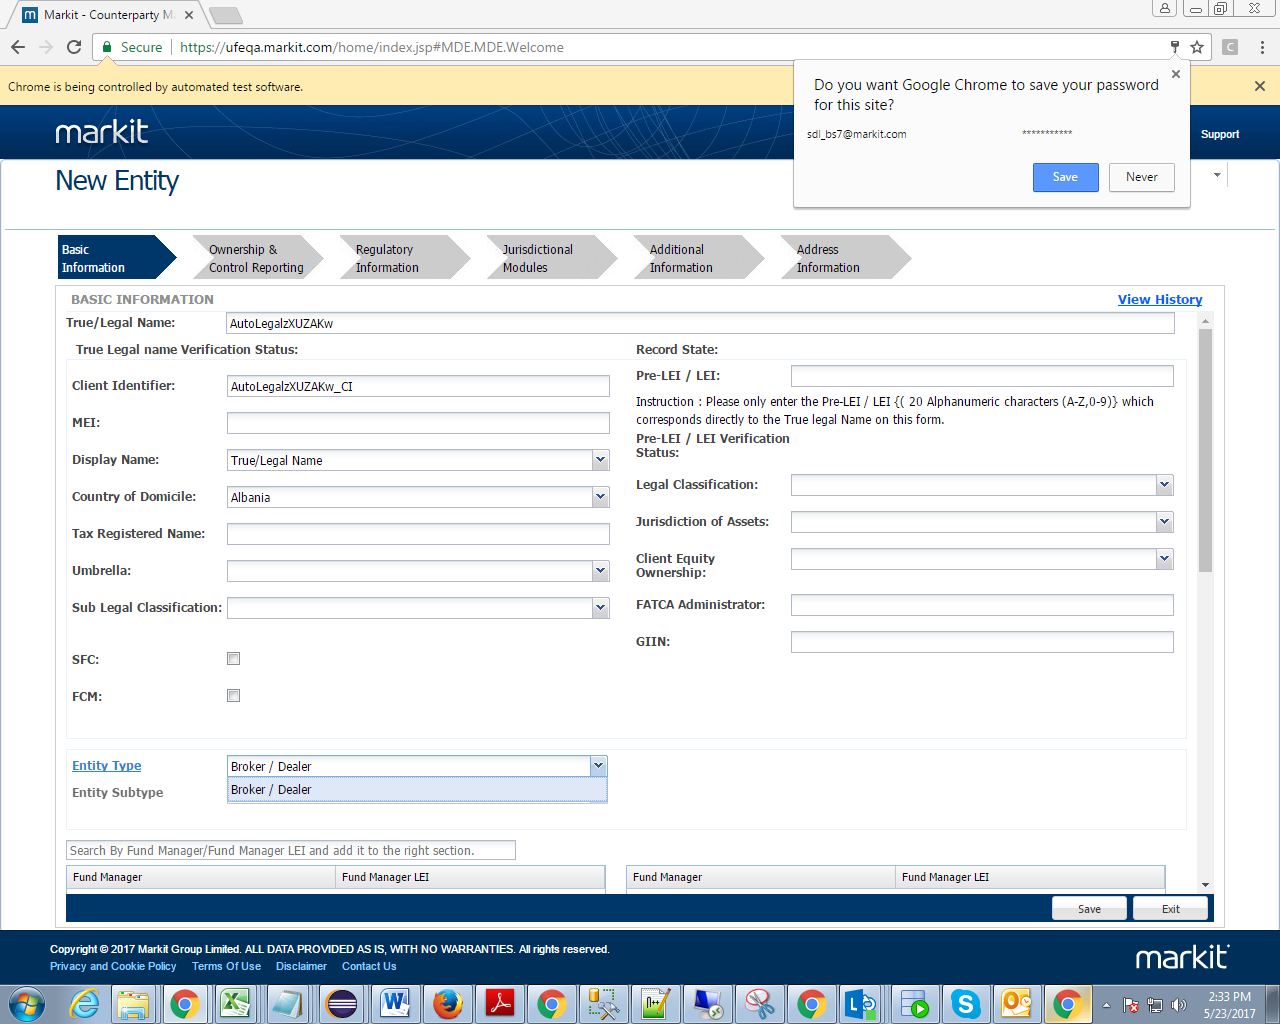 Markit - Counterparty M
Secure https://ufeqa.markit.com/home/index.jsp#MDE.MDE.Welcome
Chrome is being controlled by automated test software.
Do you want Google Chrome to save your password
for this site?
sdl_bs7@markit.com ***********
Save Never
markit
Support
New Entity
Basic
Information
Ownership &
Control Reporting
Regulatory
Information
Jurisdictional
Modules
Additional
Information
Address
Information
BASIC INFORMATION
View History
True/Legal Name: AutoLegalzXUZAKw
True Legal name Verification Status:
Record State:
Client Identifier: AutoLegalzXUZAKw_CI
Pre-LEI / LEI:
Instruction : Please only enter the Pre-LEI / LEI {( 20 Alphanumeric characters (A-Z,0-9)} which
corresponds directly to the True legal Name on this form.
MEI:
Pre-LEI / LEI Verification
Status:
Display Name: True/Legal Name
Legal Classification:
Country of Domicile: Albania
Jurisdiction of Assets:
Tax Registered Name:
Client Equity
Ownership:
Umbrella:
FATCA Administrator:
Sub Legal Classification:
GIIN:
SFC:
FCM:
Entity Type Broker / Dealer
Broker / Dealer
Entity Subtype
Search By Fund Manager/Fund Manager LEI and add it to the right section.
Fund Manager Fund Manager LEI Fund Manager Fund Manager LEI
Save Exit
Copyright © 2017 Markit Group Limited. ALL DATA PROVIDED AS IS, WITH NO WARRANTIES. All rights reserved.
Privacy and Cookie Policy Terms Of Use Disclaimer Contact Us
markit
2:33 PM
5/23/2017